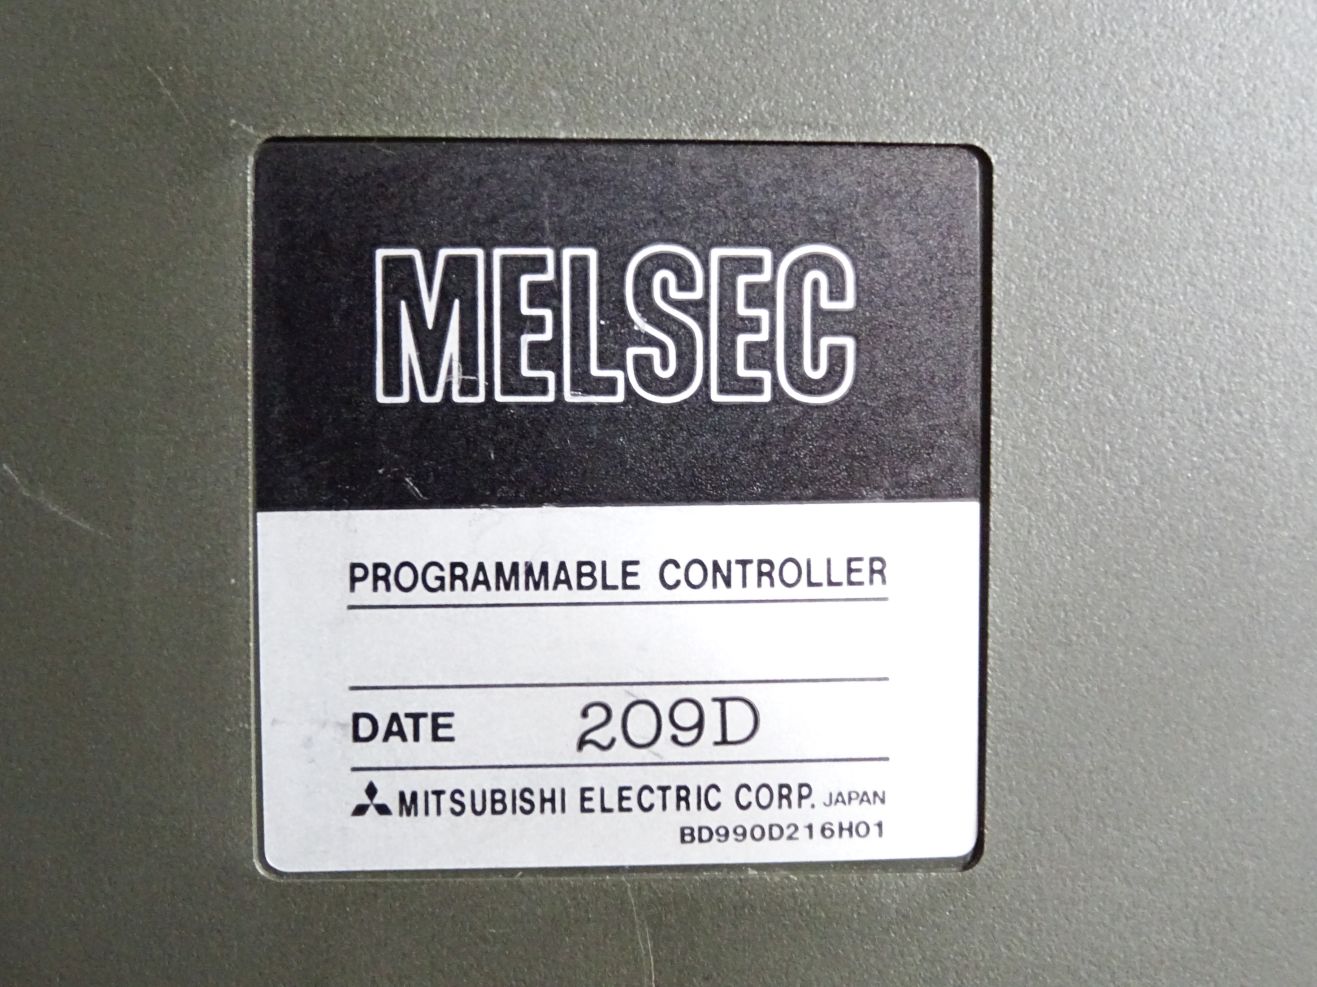 MELSEC
PROGRAMMABLE CONTROLLER
DATE 209D
MITSUBISHI ELECTRIC CORP. JAPAN
BD990D216H01